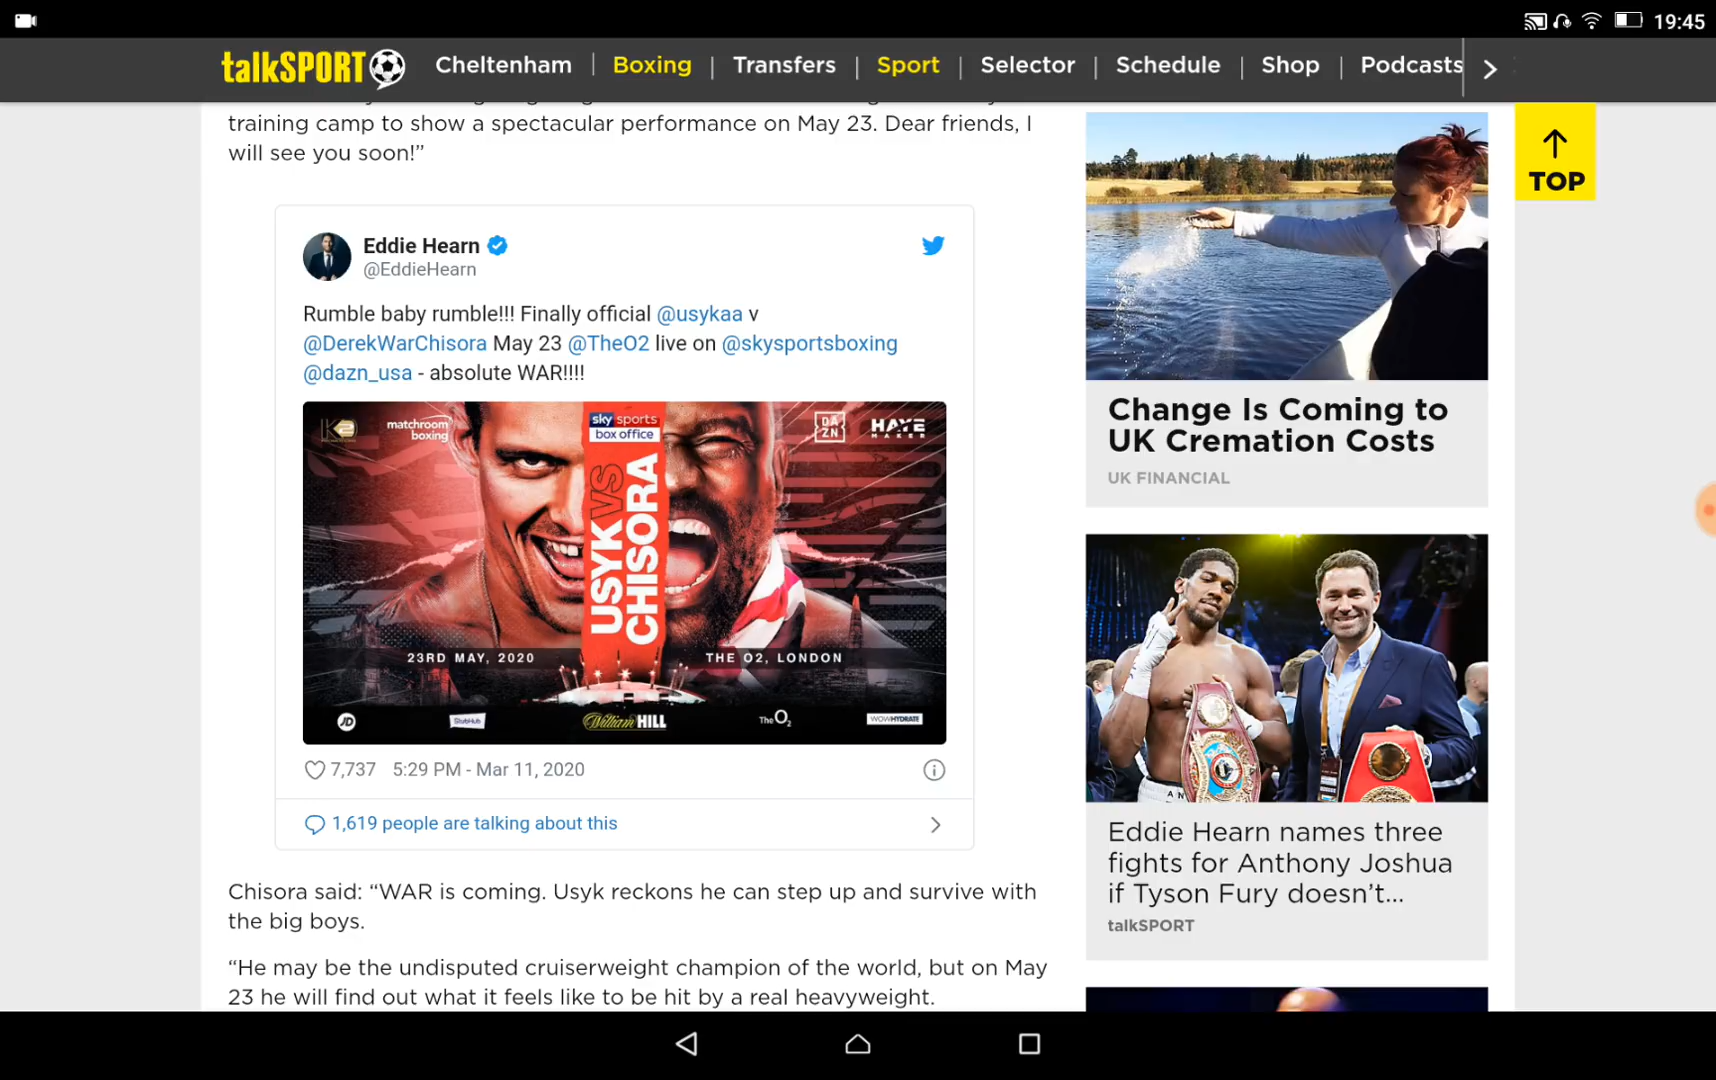 19:45
talkSPORT Cheltenham | Boxing | Transfers | Sport | Selector | Schedule | Shop | Podcasts
training camp to show a spectacular performance on May 23. Dear friends, I
will see you soon!”
TOP
Eddie Hearn
@EddieHearn
Rumble baby rumble!!! Finally official @usykaa v
@DerekWarChisora May 23 @TheO2 live on @skysportsboxing
@dazn_usa - absolute WAR!!!!
K2
matchroom
boxing
sky sports
box office
DAZN
HAYE
MAKER
USYK VS
CHISORA
23RD MAY, 2020
THE O2, LONDON
JD
StubHub
William HILL
The O2
WOWHYDRATE
7,737 5:29 PM - Mar 11, 2020
1,619 people are talking about this
Chisora said: “WAR is coming. Usyk reckons he can step up and survive with
the big boys.
“He may be the undisputed cruiserweight champion of the world, but on May
23 he will find out what it feels like to be hit by a real heavyweight.
Change Is Coming to
UK Cremation Costs
UK FINANCIAL
Eddie Hearn names three
fights for Anthony Joshua
if Tyson Fury doesn’t...
talkSPORT